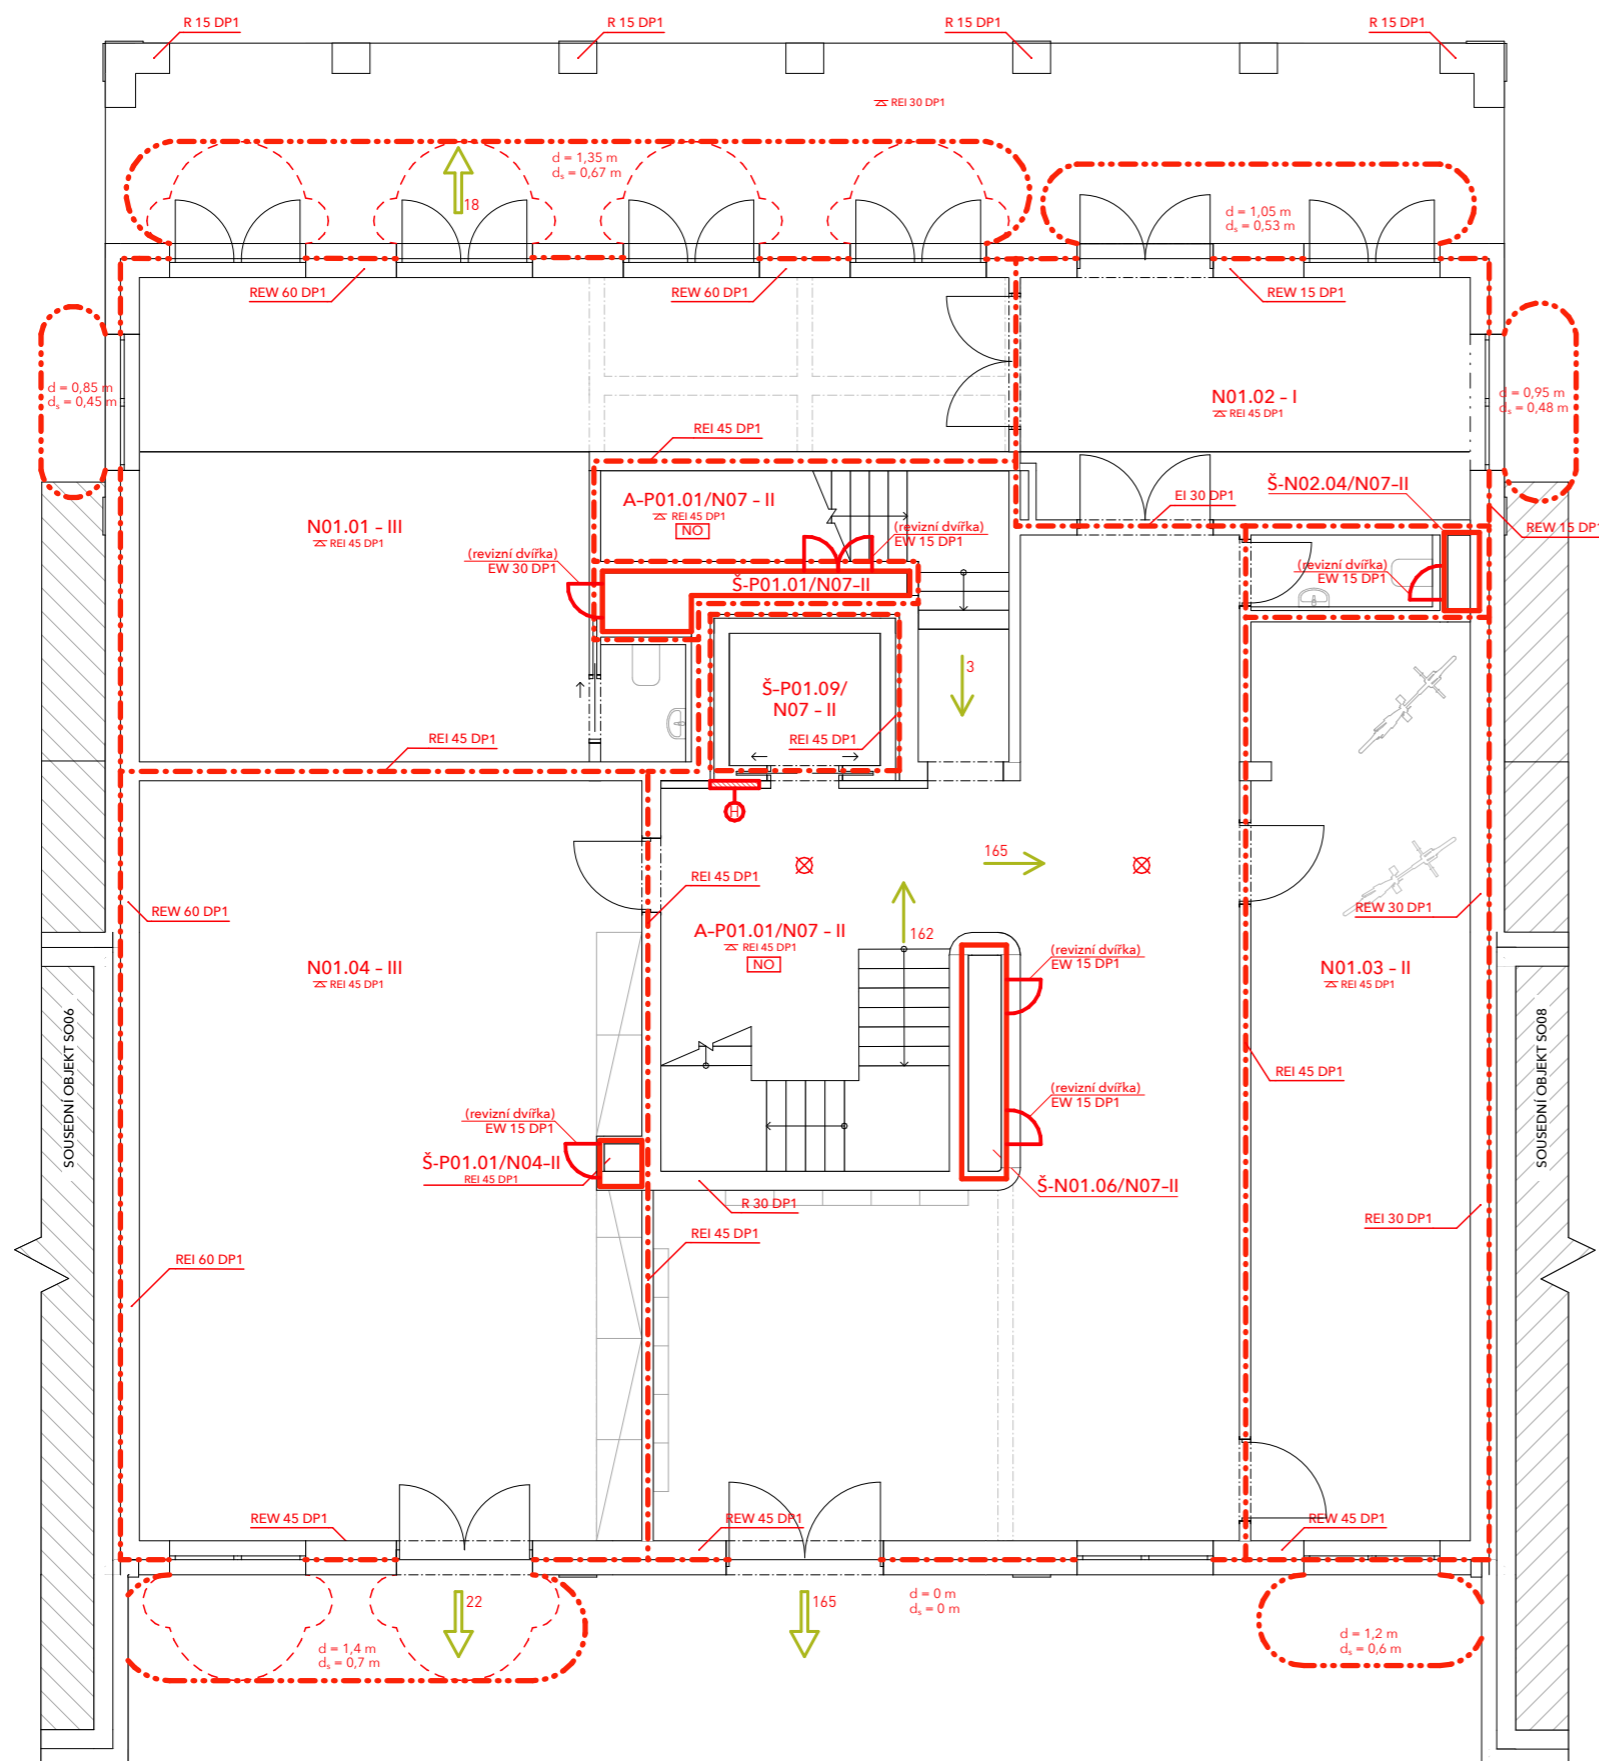 R 15 DP1
R 15 DP1
R 15 DP1
R 15 DP1
REI 30 DP1
d = 1,35 m
dₛ = 0,67 m
18
d = 1,05 m
dₛ = 0,53 m
REW 60 DP1
REW 60 DP1
REW 15 DP1
d = 0,85 m
dₛ = 0,45 m
N01.02 - I
REI 45 DP1
d = 0,95 m
dₛ = 0,48 m
REI 45 DP1
A-P01.01/N07 - II
REI 45 DP1
NO
EI 30 DP1
Š-N02.04/N07-II
N01.01 - III
REI 45 DP1
(revizní dvířka)
EW 15 DP1
REW 15 DP1
(revizní dvířka)
EW 30 DP1
(revizní dvířka)
EW 15 DP1
Š-P01.01/N07-II
3
Š-P01.09/
N07 - II
REI 45 DP1
REI 45 DP1
H
165
REI 45 DP1
REW 60 DP1
REW 30 DP1
A-P01.01/N07 - II
REI 45 DP1
NO
162
(revizní dvířka)
EW 15 DP1
N01.04 - III
REI 45 DP1
N01.03 - II
REI 45 DP1
SOUSEDNÍ OBJEKT SO06
SOUSEDNÍ OBJEKT SO08
REI 45 DP1
(revizní dvířka)
EW 15 DP1
(revizní dvířka)
EW 15 DP1
Š-P01.01/N04-II
REI 45 DP1
Š-N01.06/N07-II
R 30 DP1
REI 30 DP1
REI 45 DP1
REI 60 DP1
REW 45 DP1
REW 45 DP1
REW 45 DP1
22
165
d = 0 m
dₛ = 0 m
d = 1,4 m
dₛ = 0,7 m
d = 1,2 m
dₛ = 0,6 m